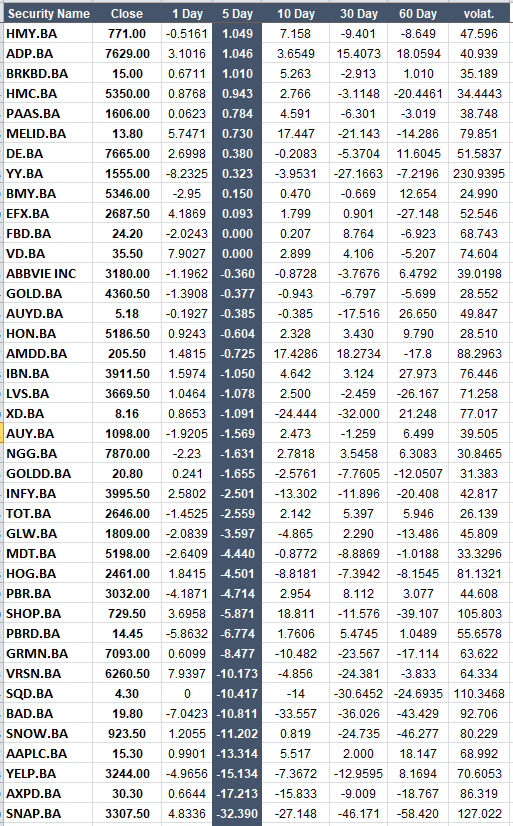 Security Name Close 1 Day 5 Day 10 Day 30 Day 60 Day volat.
HMY.BA 771.00 -0.5161 1.049 7.158 -9.401 -8.649 47.596
ADP.BA 7629.00 3.1016 1.046 3.6549 15.4073 18.0594 40.939
BRKBD.BA 15.00 0.6711 1.010 5.263 -2.913 1.010 35.189
HMC.BA 5350.00 0.8768 0.943 2.766 -3.1148 -20.4461 34.4443
PAAS.BA 1606.00 0.0623 0.784 4.591 -6.301 -3.019 38.748
MELID.BA 13.80 5.7471 0.730 17.447 -21.143 -14.286 79.851
DE.BA 7665.00 2.6998 0.380 -0.2083 -5.3704 11.6045 51.5837
YY.BA 1555.00 -8.2325 0.323 -3.9531 -27.1663 -7.2196 230.9395
BMY.BA 5346.00 -2.95 0.150 0.470 -0.669 12.654 24.990
EFX.BA 2687.50 4.1869 0.093 1.799 0.901 -27.148 52.546
FBD.BA 24.20 -2.0243 0.000 0.207 8.764 -6.923 68.743
VD.BA 35.50 7.9027 0.000 2.899 4.106 -5.207 74.604
ABBVIE INC 3180.00 -1.1962 -0.360 -0.8728 -3.7676 6.4792 39.0198
GOLD.BA 4360.50 -1.3908 -0.377 -0.943 -6.797 -5.699 28.552
AUYD.BA 5.18 -0.1927 -0.385 -0.385 -17.516 26.650 49.847
HON.BA 5186.50 0.9243 -0.604 2.328 3.430 9.790 28.510
AMDD.BA 205.50 1.4815 -0.725 17.4286 18.2734 -17.8 88.2963
IBN.BA 3911.50 1.5974 -1.050 4.642 3.124 27.973 76.446
LVS.BA 3669.50 1.0464 -1.078 2.500 -2.459 -26.167 71.258
XD.BA 8.16 0.8653 -1.091 -24.444 -32.000 21.248 77.017
AUY.BA 1098.00 -1.9205 -1.569 2.473 -1.259 6.499 39.505
NGG.BA 7870.00 -2.23 -1.631 2.7818 3.5458 6.3083 30.8465
GOLDD.BA 20.80 0.241 -1.655 -2.5761 -7.7605 -12.0507 31.383
INFY.BA 3995.50 2.5802 -2.501 -13.302 -11.896 -20.408 42.817
TOT.BA 2646.00 -1.4525 -2.559 2.142 5.397 5.946 26.139
GLW.BA 1809.00 -2.0839 -3.597 -4.865 2.290 -13.486 45.809
MDT.BA 5198.00 -2.6409 -4.440 -0.8772 -8.8869 -1.0188 33.3296
HOG.BA 2461.00 1.8415 -4.501 -8.8181 -7.3942 -8.1545 81.1321
PBR.BA 3032.00 -4.1871 -4.714 2.954 8.112 3.077 44.608
SHOP.BA 729.50 3.6958 -5.871 18.811 -11.576 -39.107 105.803
PBRD.BA 14.45 -5.8632 -6.774 1.7606 5.4745 1.0489 55.6578
GRMN.BA 7093.00 0.6099 -8.477 -10.482 -23.567 -17.114 63.622
VRSN.BA 6260.50 7.9397 -10.173 -4.856 -24.381 -3.833 64.334
SQD.BA 4.30 0 -10.417 -14 -30.6452 -24.6935 110.3468
BAD.BA 19.80 -7.0423 -10.811 -33.557 -36.026 -43.429 92.706
SNOW.BA 923.50 1.2055 -11.202 0.819 -24.735 -46.277 80.229
AAPLC.BA 15.30 0.9901 -13.314 5.517 2.000 18.147 68.992
YELP.BA 3244.00 -4.9656 -15.134 -7.3672 -12.9595 8.1694 70.6053
AXPD.BA 30.30 0.6644 -17.213 -15.833 -9.009 -18.767 86.319
SNAP.BA 3307.50 4.8336 -32.390 -27.148 -46.171 -58.420 127.022